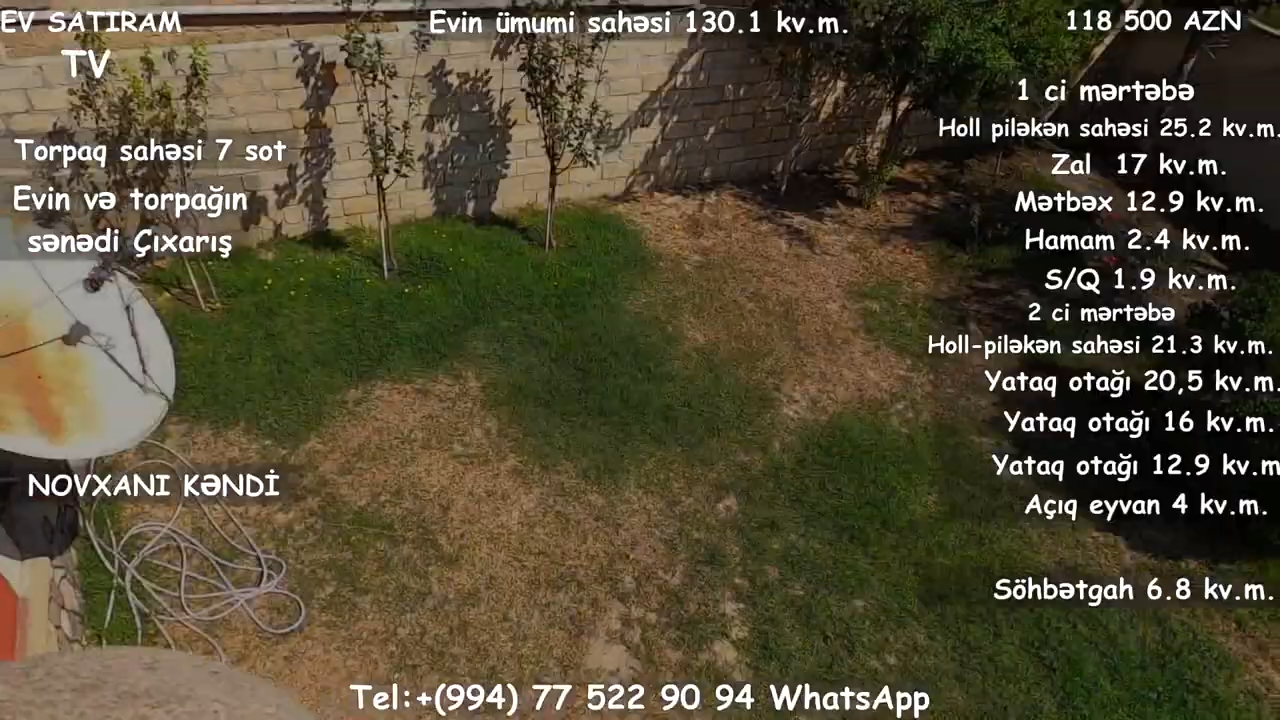 EV SATIRAM
TV
Evin ümumi sahəsi 130.1 kv.m.
118 500 AZN
Torpaq sahəsi 7 sot
Evin və torpağın
sənədi Çıxarış
NOVXANI KƏNDİ
1 ci mərtəbə
Holl piləkən sahəsi 25.2 kv.m.
Zal 17 kv.m.
Mətbəx 12.9 kv.m.
Hamam 2.4 kv.m.
S/Q 1.9 kv.m.
2 ci mərtəbə
Holl-piləkən sahəsi 21.3 kv.m.
Yataq otağı 20,5 kv.m.
Yataq otağı 16 kv.m.
Yataq otağı 12.9 kv.m
Açıq eyvan 4 kv.m.
Söhbətgah 6.8 kv.m.
Tel:+(994) 77 522 90 94 WhatsApp